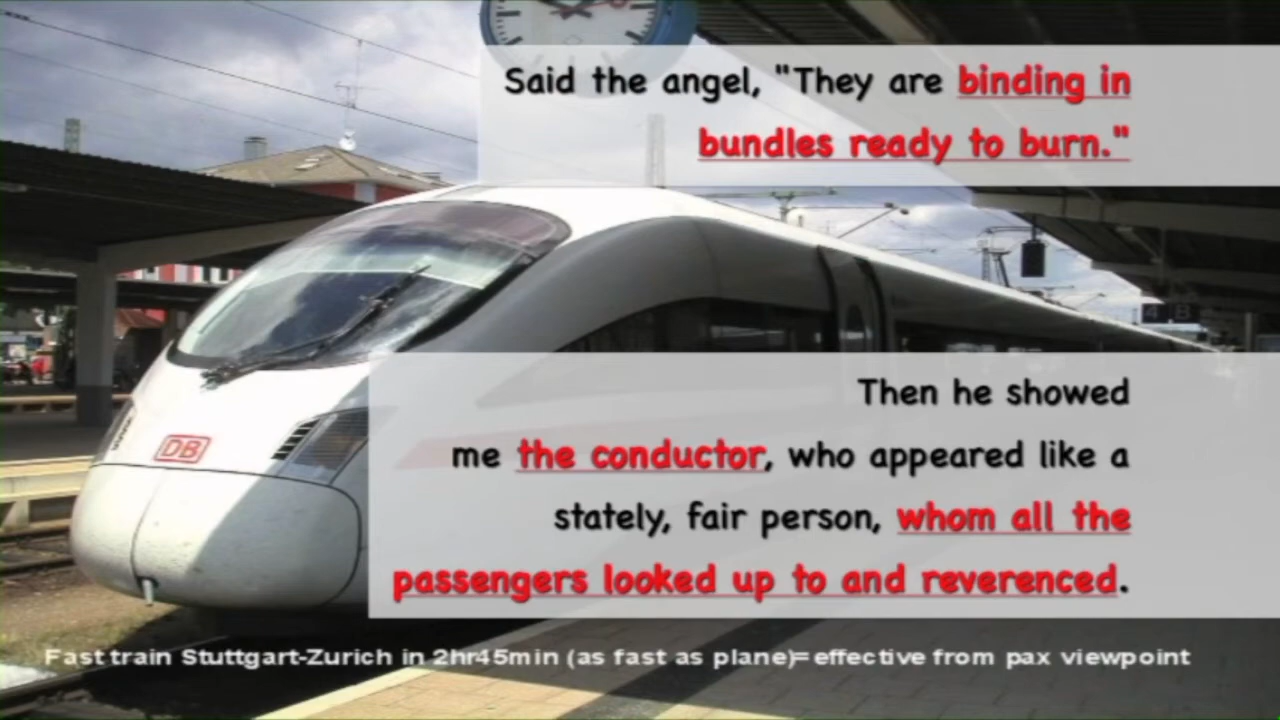 Said the angel, "They are binding in
bundles ready to burn."
Then he showed
me the conductor, who appeared like a
stately, fair person, whom all the
passengers looked up to and reverenced.
DB
4 B
Fast train Stuttgart-Zurich in 2hr45min (as fast as plane)=effective from pax viewpoint